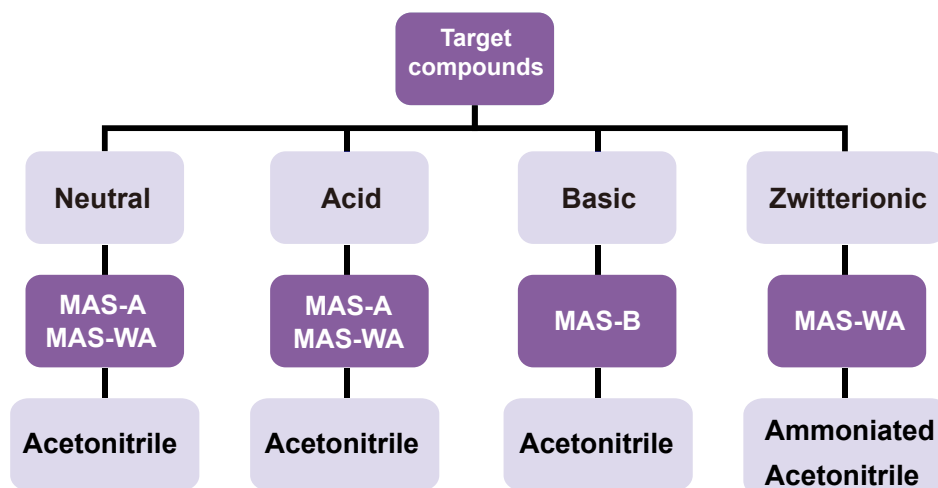 Target
compounds
Neutral
Acid
Basic
Zwitterionic
MAS-A
MAS-WA
MAS-A
MAS-WA
MAS-B
MAS-WA
Acetonitrile
Acetonitrile
Acetonitrile
Ammoniated
Acetonitrile